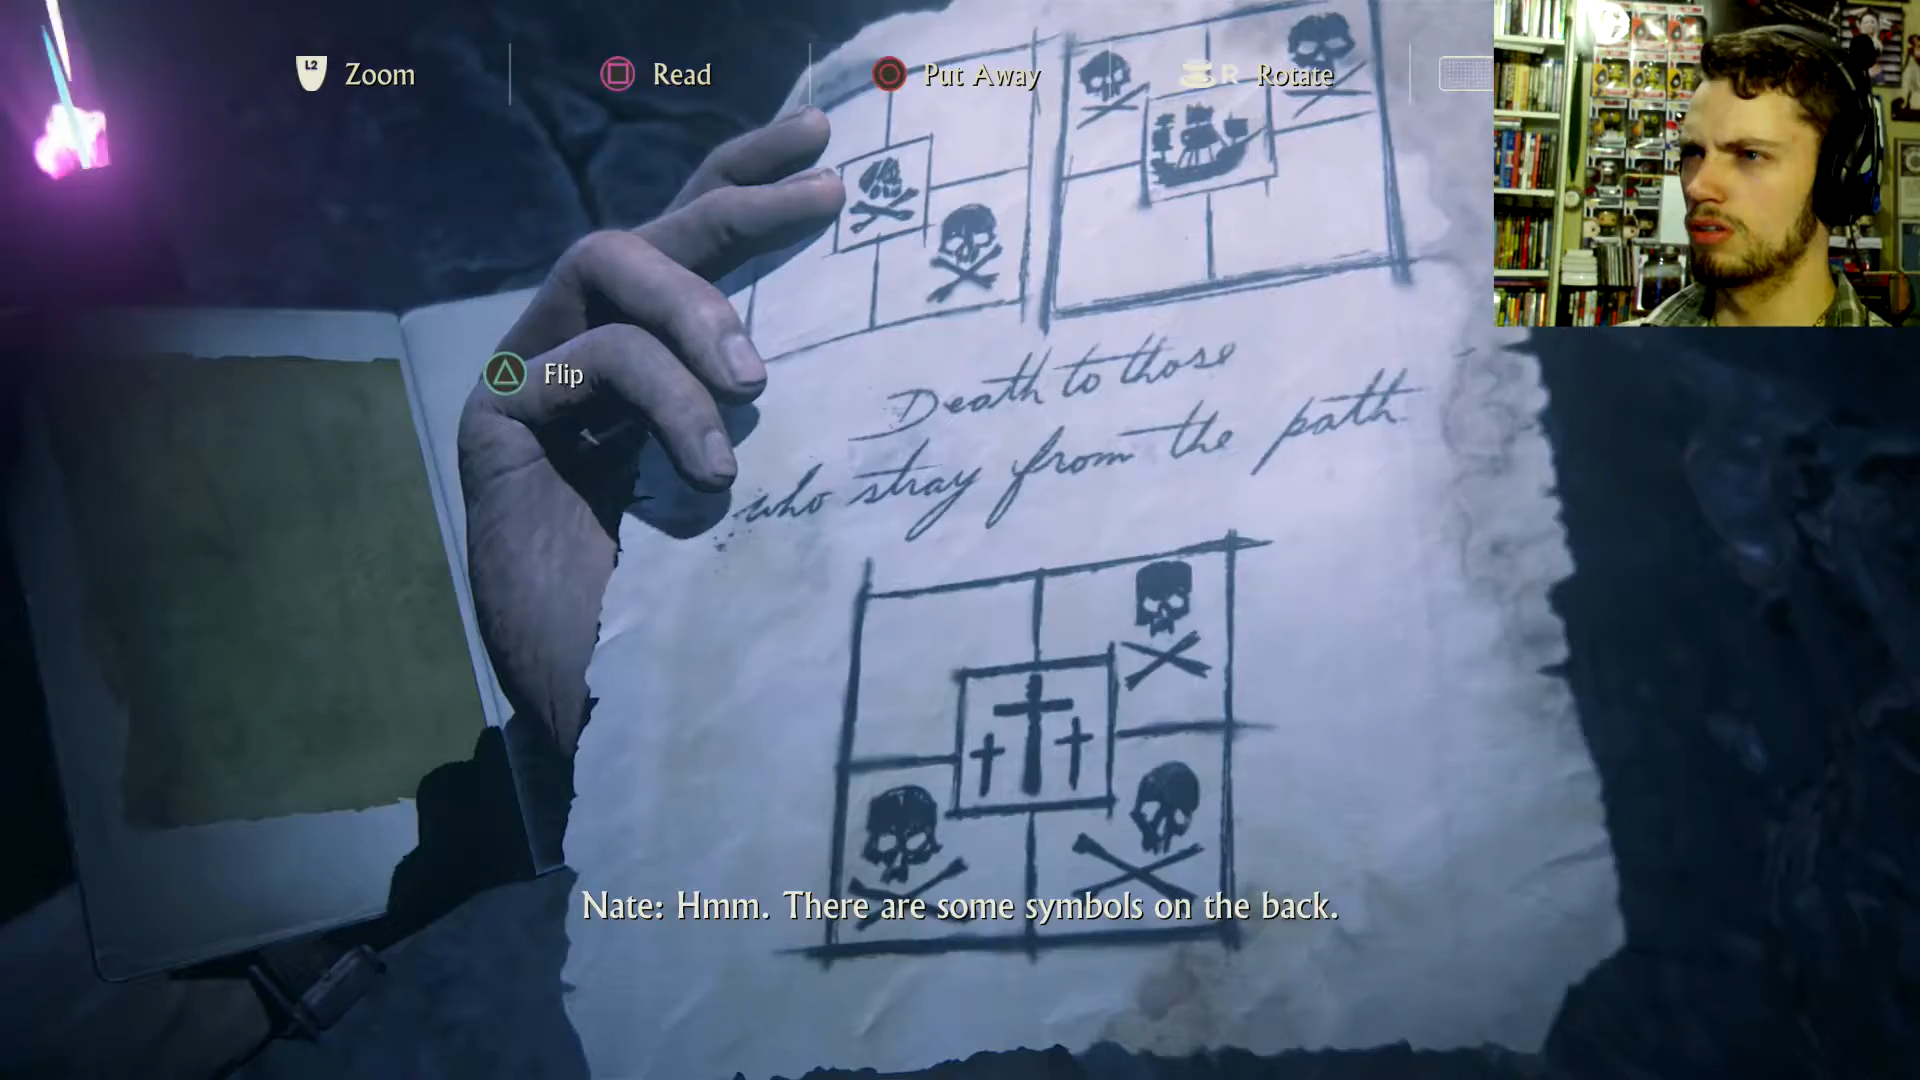 L2 Zoom Read Put Away R Rotate
Flip
Death to those
who stray from the path
Nate: Hmm. There are some symbols on the back.